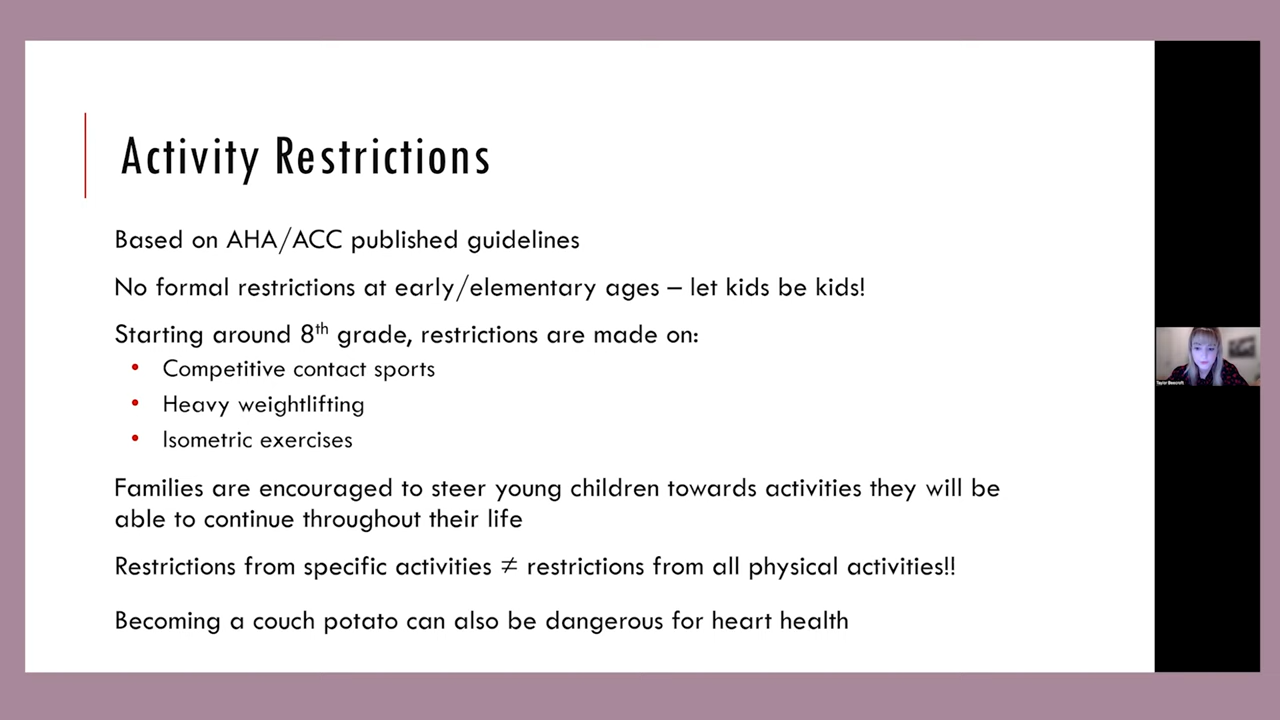 Activity Restrictions
Based on AHA/ACC published guidelines
No formal restrictions at early/elementary ages – let kids be kids!
Starting around 8th grade, restrictions are made on:
• Competitive contact sports
• Heavy weightlifting
• Isometric exercises
Families are encouraged to steer young children towards activities they will be
able to continue throughout their life
Restrictions from specific activities ≠ restrictions from all physical activities!!
Becoming a couch potato can also be dangerous for heart health
Taylor